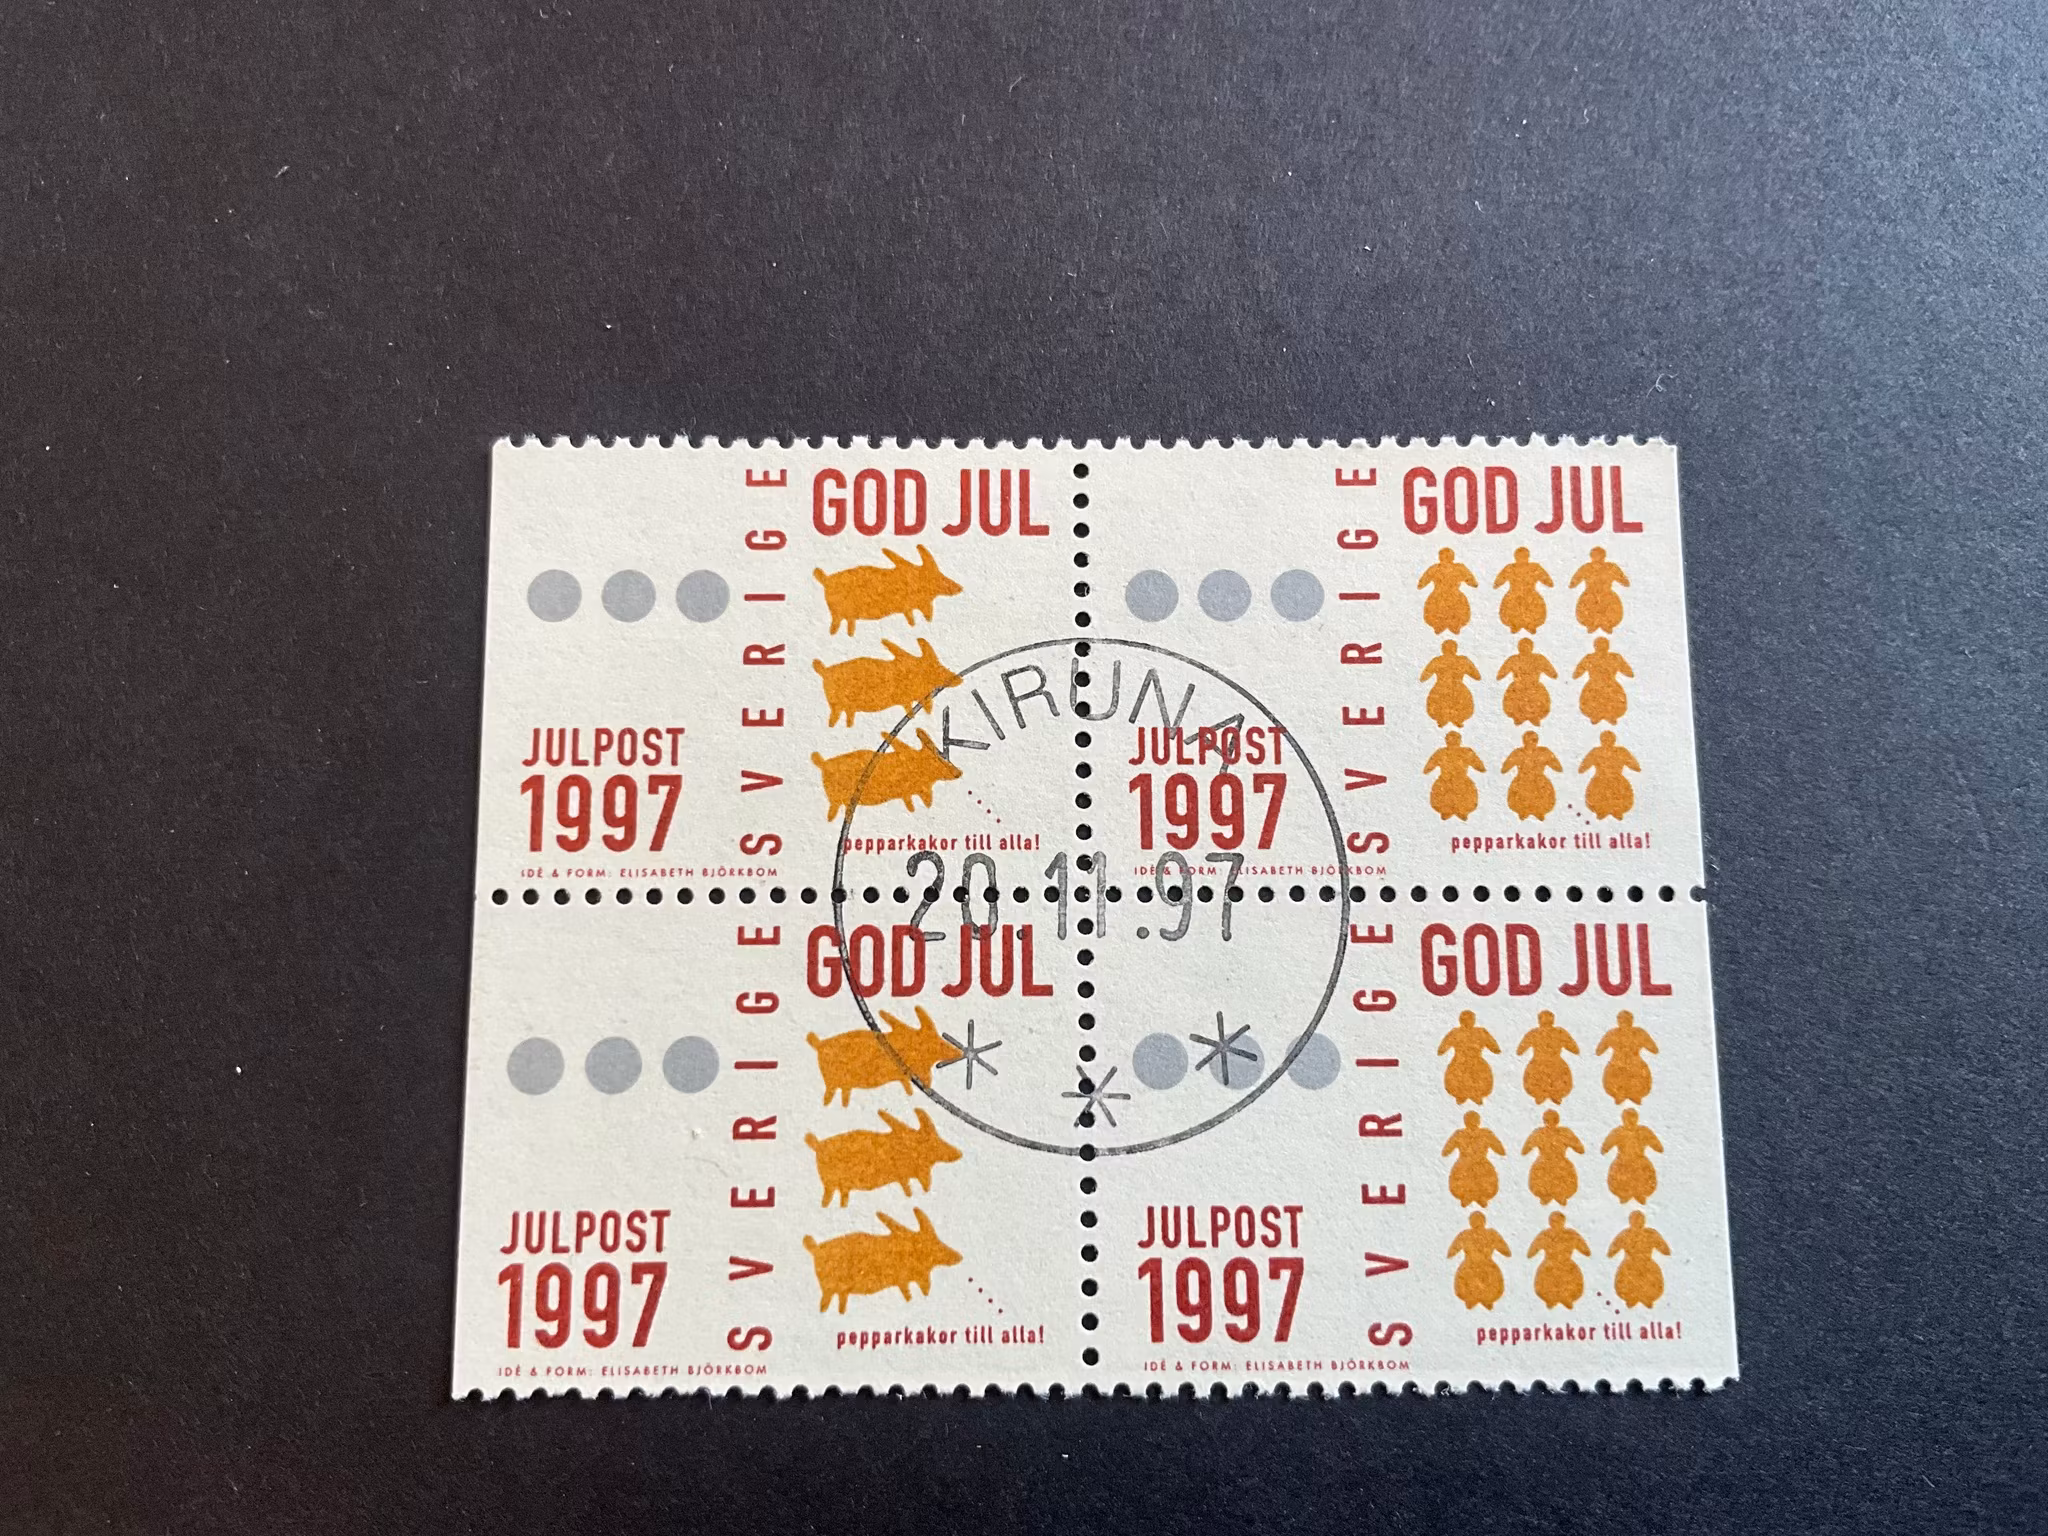 SVERIGE
GOD JUL
JULPOST
1997
pepparkakor till alla!
IDÉ & FORM: ELISABETH BJÖRKBOM
SVERIGE
GOD JUL
JULPOST
1997
pepparkakor till alla!
IDÉ & FORM: ELISABETH BJÖRKBOM
KIRUNA
20.11.97
SVERIGE
GOD JUL
JULPOST
1997
pepparkakor till alla!
IDÉ & FORM: ELISABETH BJÖRKBOM
SVERIGE
GOD JUL
JULPOST
1997
pepparkakor till alla!
IDÉ & FORM: ELISABETH BJÖRKBOM